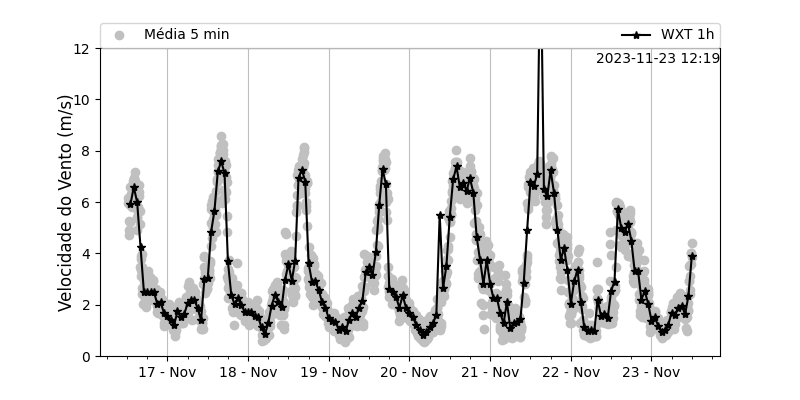 Média 5 min
WXT 1h
2023-11-23 12:19
Velocidade do Vento (m/s)
12
10
8
6
4
2
0
17 - Nov
18 - Nov
19 - Nov
20 - Nov
21 - Nov
22 - Nov
23 - Nov